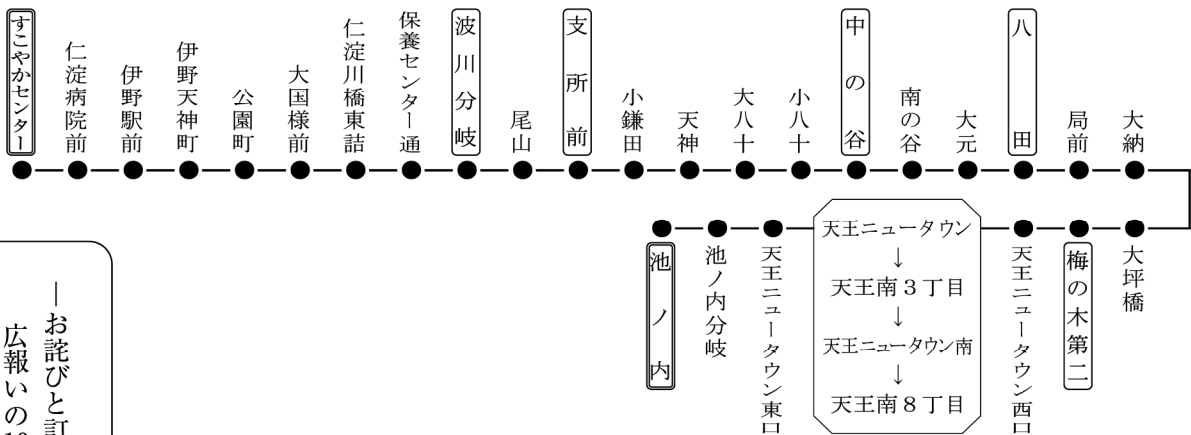 すこやかセンター
仁淀病院前
伊野駅前
伊野天神町
公園町
大国様前
仁淀川橋東詰
保養センター通
波川分岐
尾山
支所前
小鎌田
天神
大八十
小八十
中の谷
南の谷
大元
八田
局前
大納
大坪橋
梅の木第二
天王ニュータウン西口
天王ニュータウン
↓
天王南3丁目
↓
天王ニュータウン南
↓
天王南8丁目
天王ニュータウン東口
池ノ内分岐
池ノ内
―お詫びと訂
広報いの10